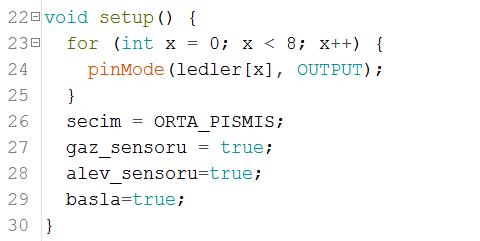 22 void setup() {
23 for (int x = 0; x < 8; x++) {
24 pinMode(ledler[x], OUTPUT);
25 }
26 secim = ORTA_PISMIS;
27 gaz_sensoru = true;
28 alev_sensoru=true;
29 basla=true;
30 }